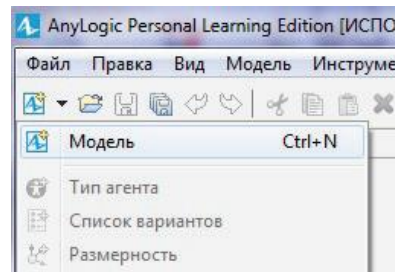 AnyLogic Personal Learning Edition [ИСПО
Файл Правка Вид Модель Инструме
Модель Ctrl+N
Тип агента
Список вариантов
Размерность